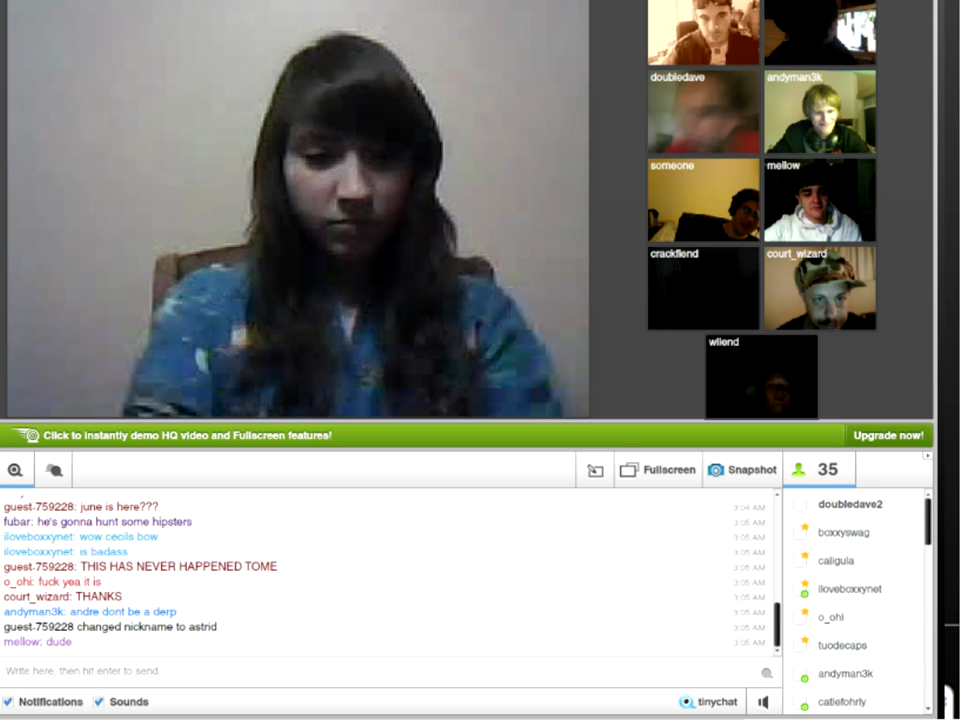 doubledave
andyman3k
someone
mellow
crackfiend
court_wizard
wilend
Click to instantly demo HQ video and Fullscreen features!
Upgrade now!
Fullscreen
Snapshot
35
guest-759228: june is here???
3:04 AM
fubar: he's gonna hunt some hipsters
3:05 AM
iloveboxxynet: wow cecils bow
3:05 AM
iloveboxxynet: is badass
3:05 AM
guest-759228: THIS HAS NEVER HAPPENED TOME
3:05 AM
o_ohi: fuck yea it is
3:05 AM
court_wizard: THANKS
3:05 AM
andyman3k: andre dont be a derp
3:05 AM
guest-759228 changed nickname to astrid
3:05 AM
mellow: dude
3:05 AM
Write here, then hit enter to send
Notifications
Sounds
tinychat
doubledave2
boxxyswag
caligula
iloveboxxynet
o_ohi
tuodecaps
andyman3k
catiefohrly